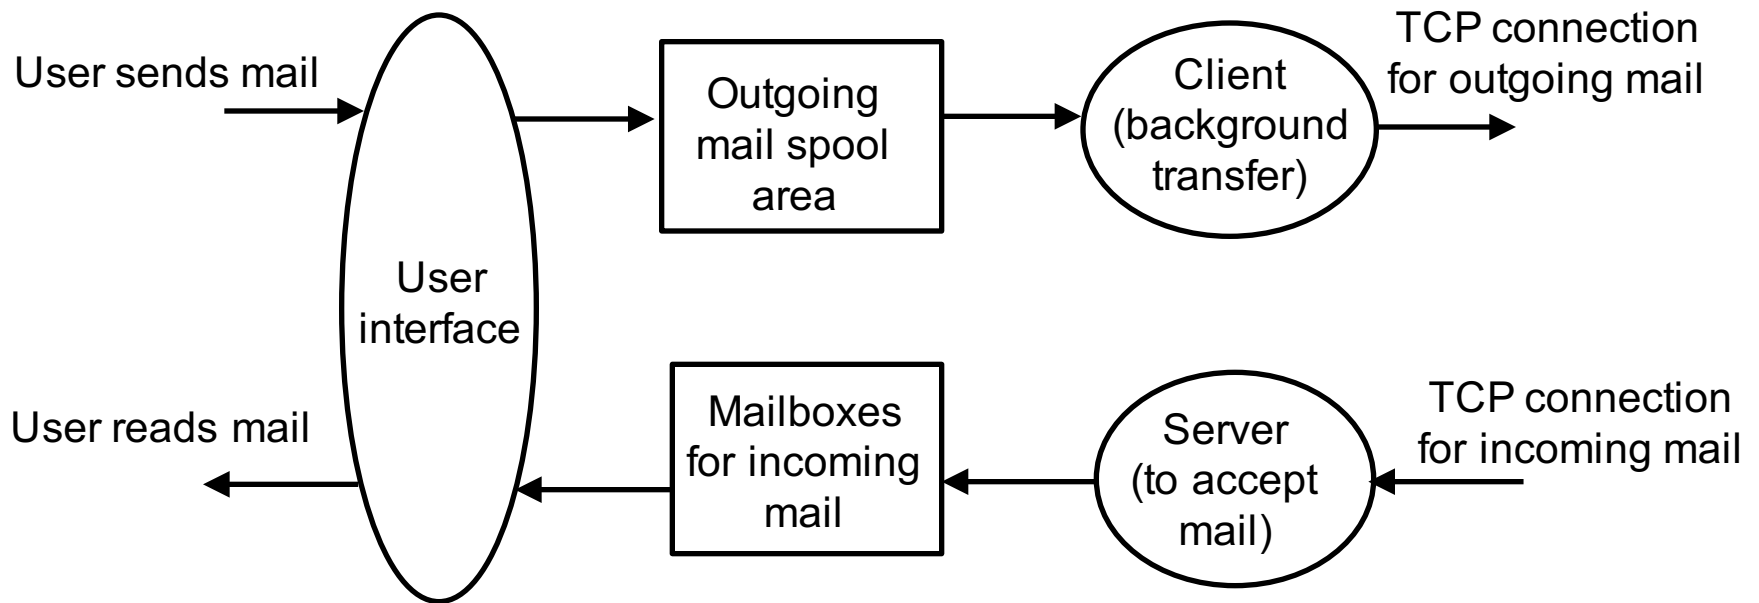 User sends mail
User
interface
Outgoing
mail spool
area
Client
(background
transfer)
TCP connection
for outgoing mail
User reads mail
Mailboxes
for incoming
mail
Server
(to accept
mail)
TCP connection
for incoming mail